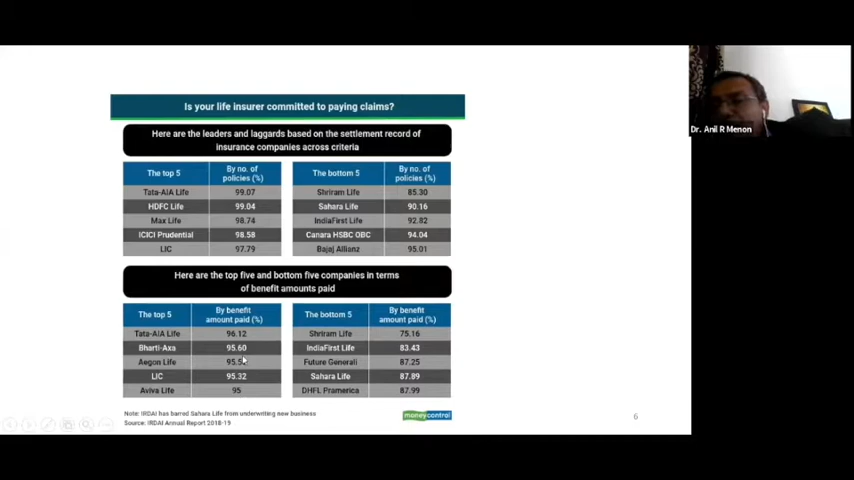 Is your life insurer committed to paying claims?
Here are the leaders and laggards based on the settlement record of
insurance companies across criteria
The top 5 By no. of policies (%)
Tata-AIA Life 99.07
HDFC Life 99.04
Max Life 98.74
ICICI Prudential 98.58
LIC 97.79
The bottom 5 By no. of policies (%)
Shriram Life 85.30
Sahara Life 90.16
IndiaFirst Life 92.82
Canara HSBC OBC 94.04
Bajaj Allianz 95.01
Here are the top five and bottom five companies in terms
of benefit amounts paid
The top 5 By benefit amount paid (%)
Tata-AIA Life 96.12
Bharti-Axa 95.60
Aegon Life
LIC 95.32
Aviva Life 95
The bottom 5 By benefit amount paid (%)
Shriram Life 75.16
IndiaFirst Life 83.43
Future Generali 87.25
Sahara Life 87.89
DHFL Pramerica 87.99
Note: IRDAI has barred Sahara Life from underwriting new business
Source: IRDAI Annual Report 2018-19
moneycontrol
6
Dr. Anil R Menon